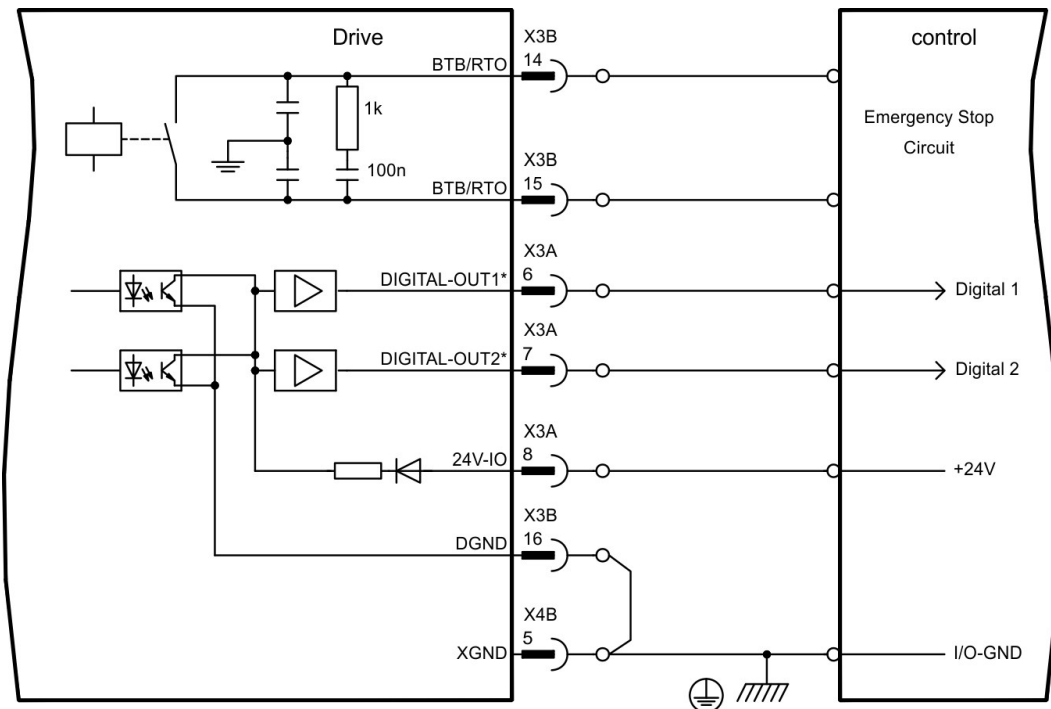 Drive
control
X3B
BTB/RTO 14
1k
Emergency Stop
Circuit
100n
X3B
BTB/RTO 15
X3A
DIGITAL-OUT1* 6
Digital 1
X3A
DIGITAL-OUT2* 7
Digital 2
X3A
24V-IO 8
+24V
X3B
DGND 16
X4B
XGND 5
I/O-GND